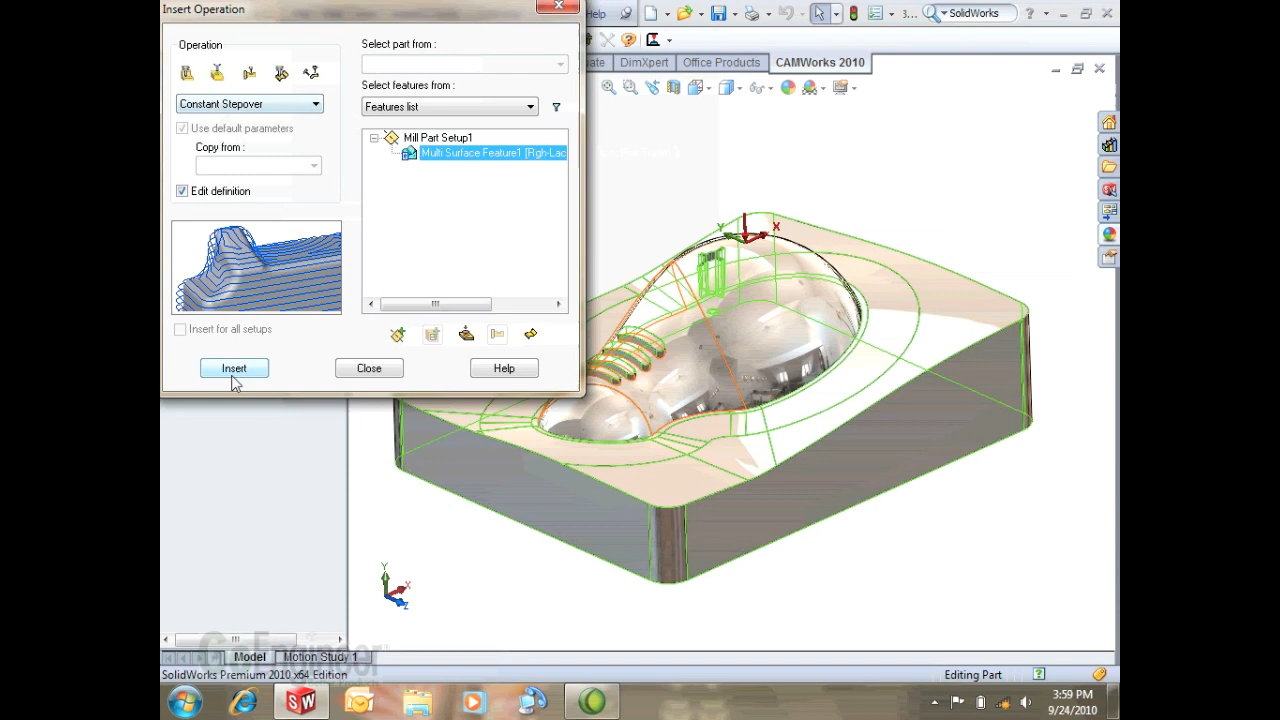 Insert Operation
Help
3...
SolidWorks
Operation
Select part from :
DimXpert
Office Products
CAMWorks 2010
Constant Stepover
Select features from :
Features list
Use default parameters
Copy from :
Mill Part Setup1
Multi Surface Feature1 [Rgh-Lac
Edit definition
Y
X
Insert for all setups
Insert
Close
Help
Y
X
Z
GoEngineer
Model
Motion Study 1
SolidWorks Premium 2010 x64 Edition
Editing Part
3:59 PM
9/24/2010